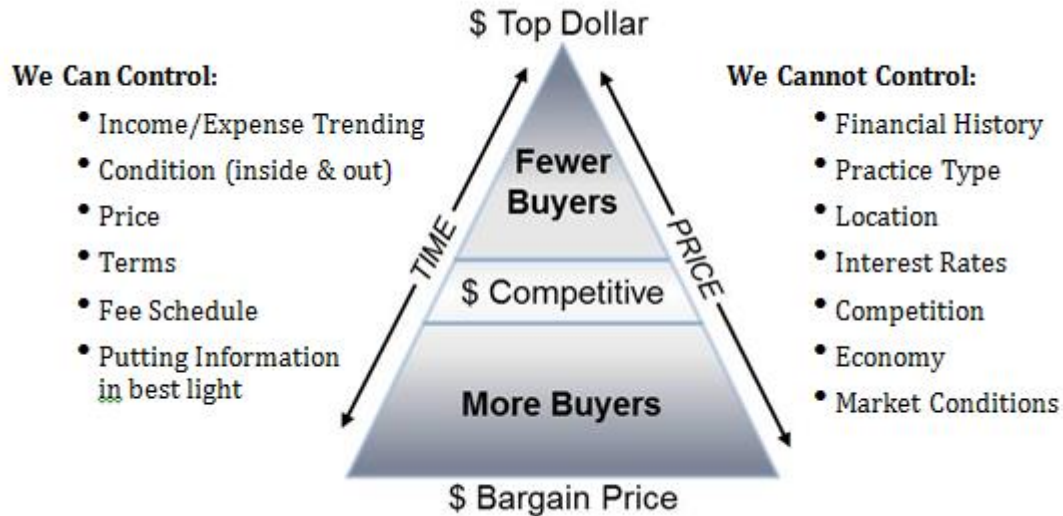 $ Top Dollar
We Can Control:
• Income/Expense Trending
• Condition (inside & out)
• Price
• Terms
• Fee Schedule
• Putting Information
in best light
TIME
Fewer
Buyers
$ Competitive
More Buyers
PRICE
$ Bargain Price
We Cannot Control:
• Financial History
• Practice Type
• Location
• Interest Rates
• Competition
• Economy
• Market Conditions